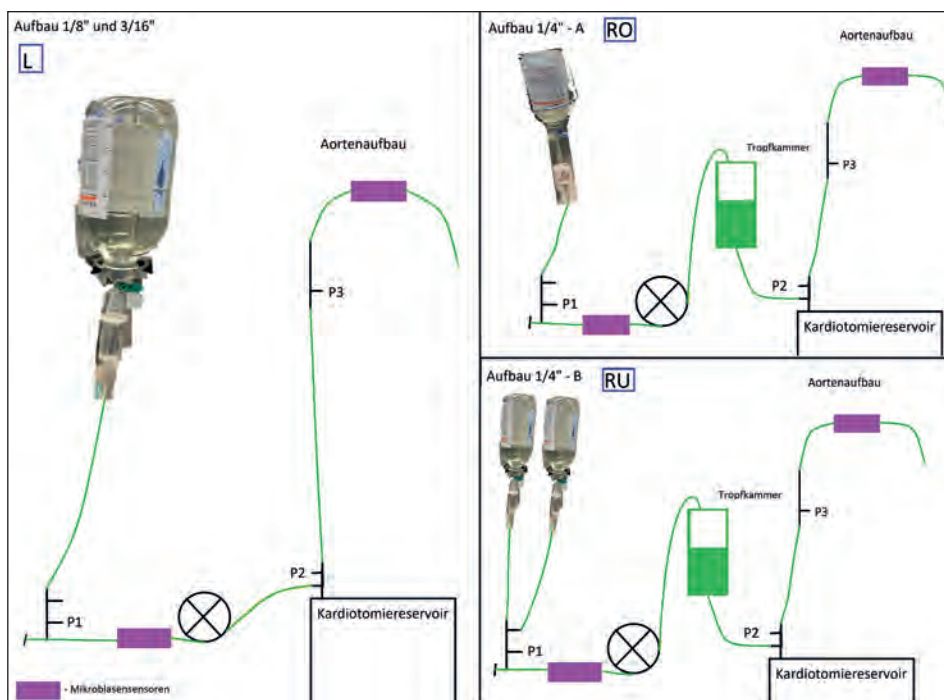 Aufbau 1/8" und 3/16"
L
Aortenaufbau
P3
P2
P1
Kardiotomiereservoir
- Mikroblasensensoren
Aufbau 1/4" - A
RO
Aortenaufbau
Tropfkammer
P3
P2
P1
Kardiotomiereservoir
Aufbau 1/4" - B
RU
Aortenaufbau
Tropfkammer
P3
P2
P1
Kardiotomiereservoir